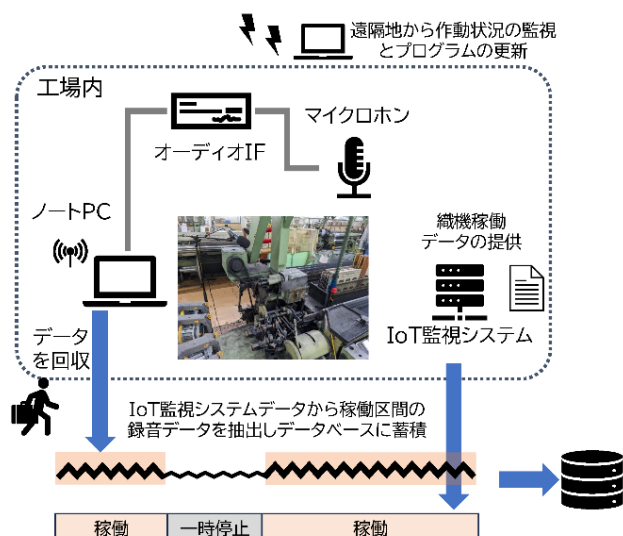 遠隔地から作動状況の監視
とプログラムの更新
工場内
マイクロホン
オーディオIF
ノートPC
織機稼働
データの提供
IoT監視システム
データ
を回収
IoT監視システムデータから稼働区間の
録音データを抽出しデータベースに蓄積
稼働
一時停止
稼働